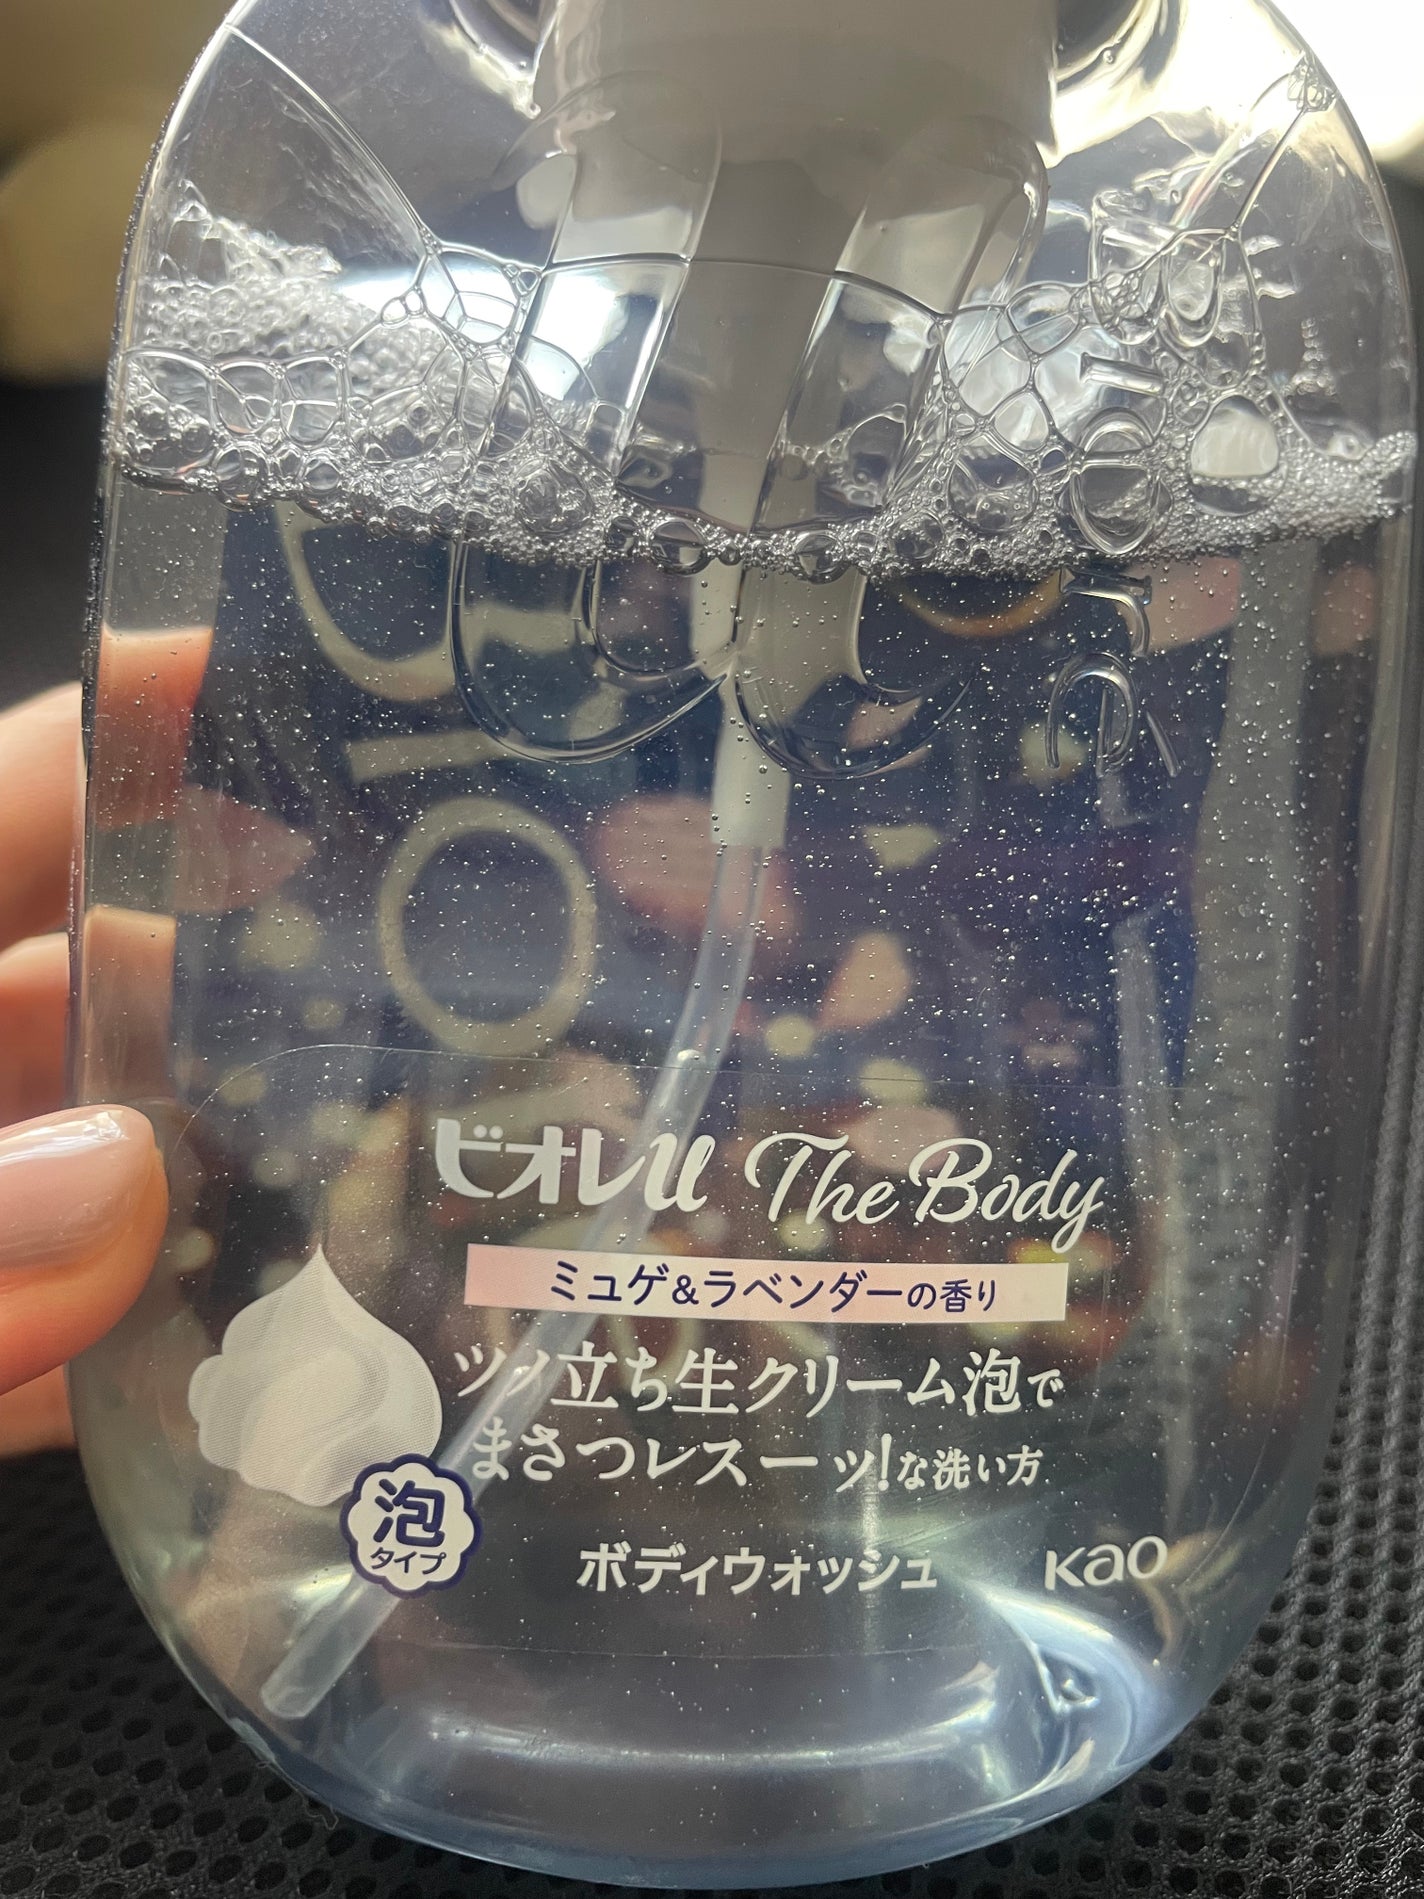 ビオレu The Body
ミュゲ&ラベンダーの香り
ツノ立ち生クリーム泡で
まさつレスーッ!な洗い方
泡
タイプ
ボディウォッシュ
Kao